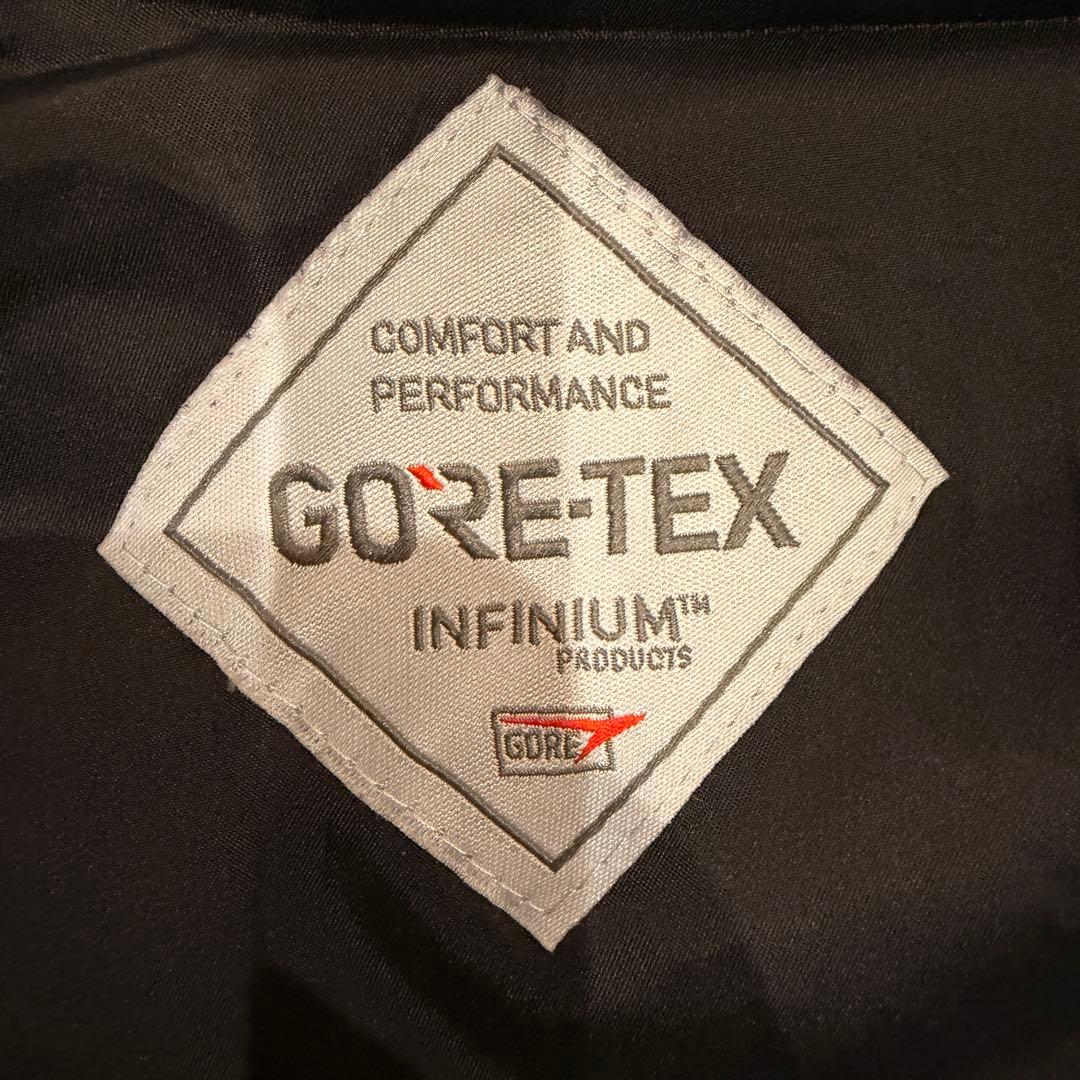 COMFORT AND
PERFORMANCE
GORE-TEX
INFINIUM™
PRODUCTS
GORE